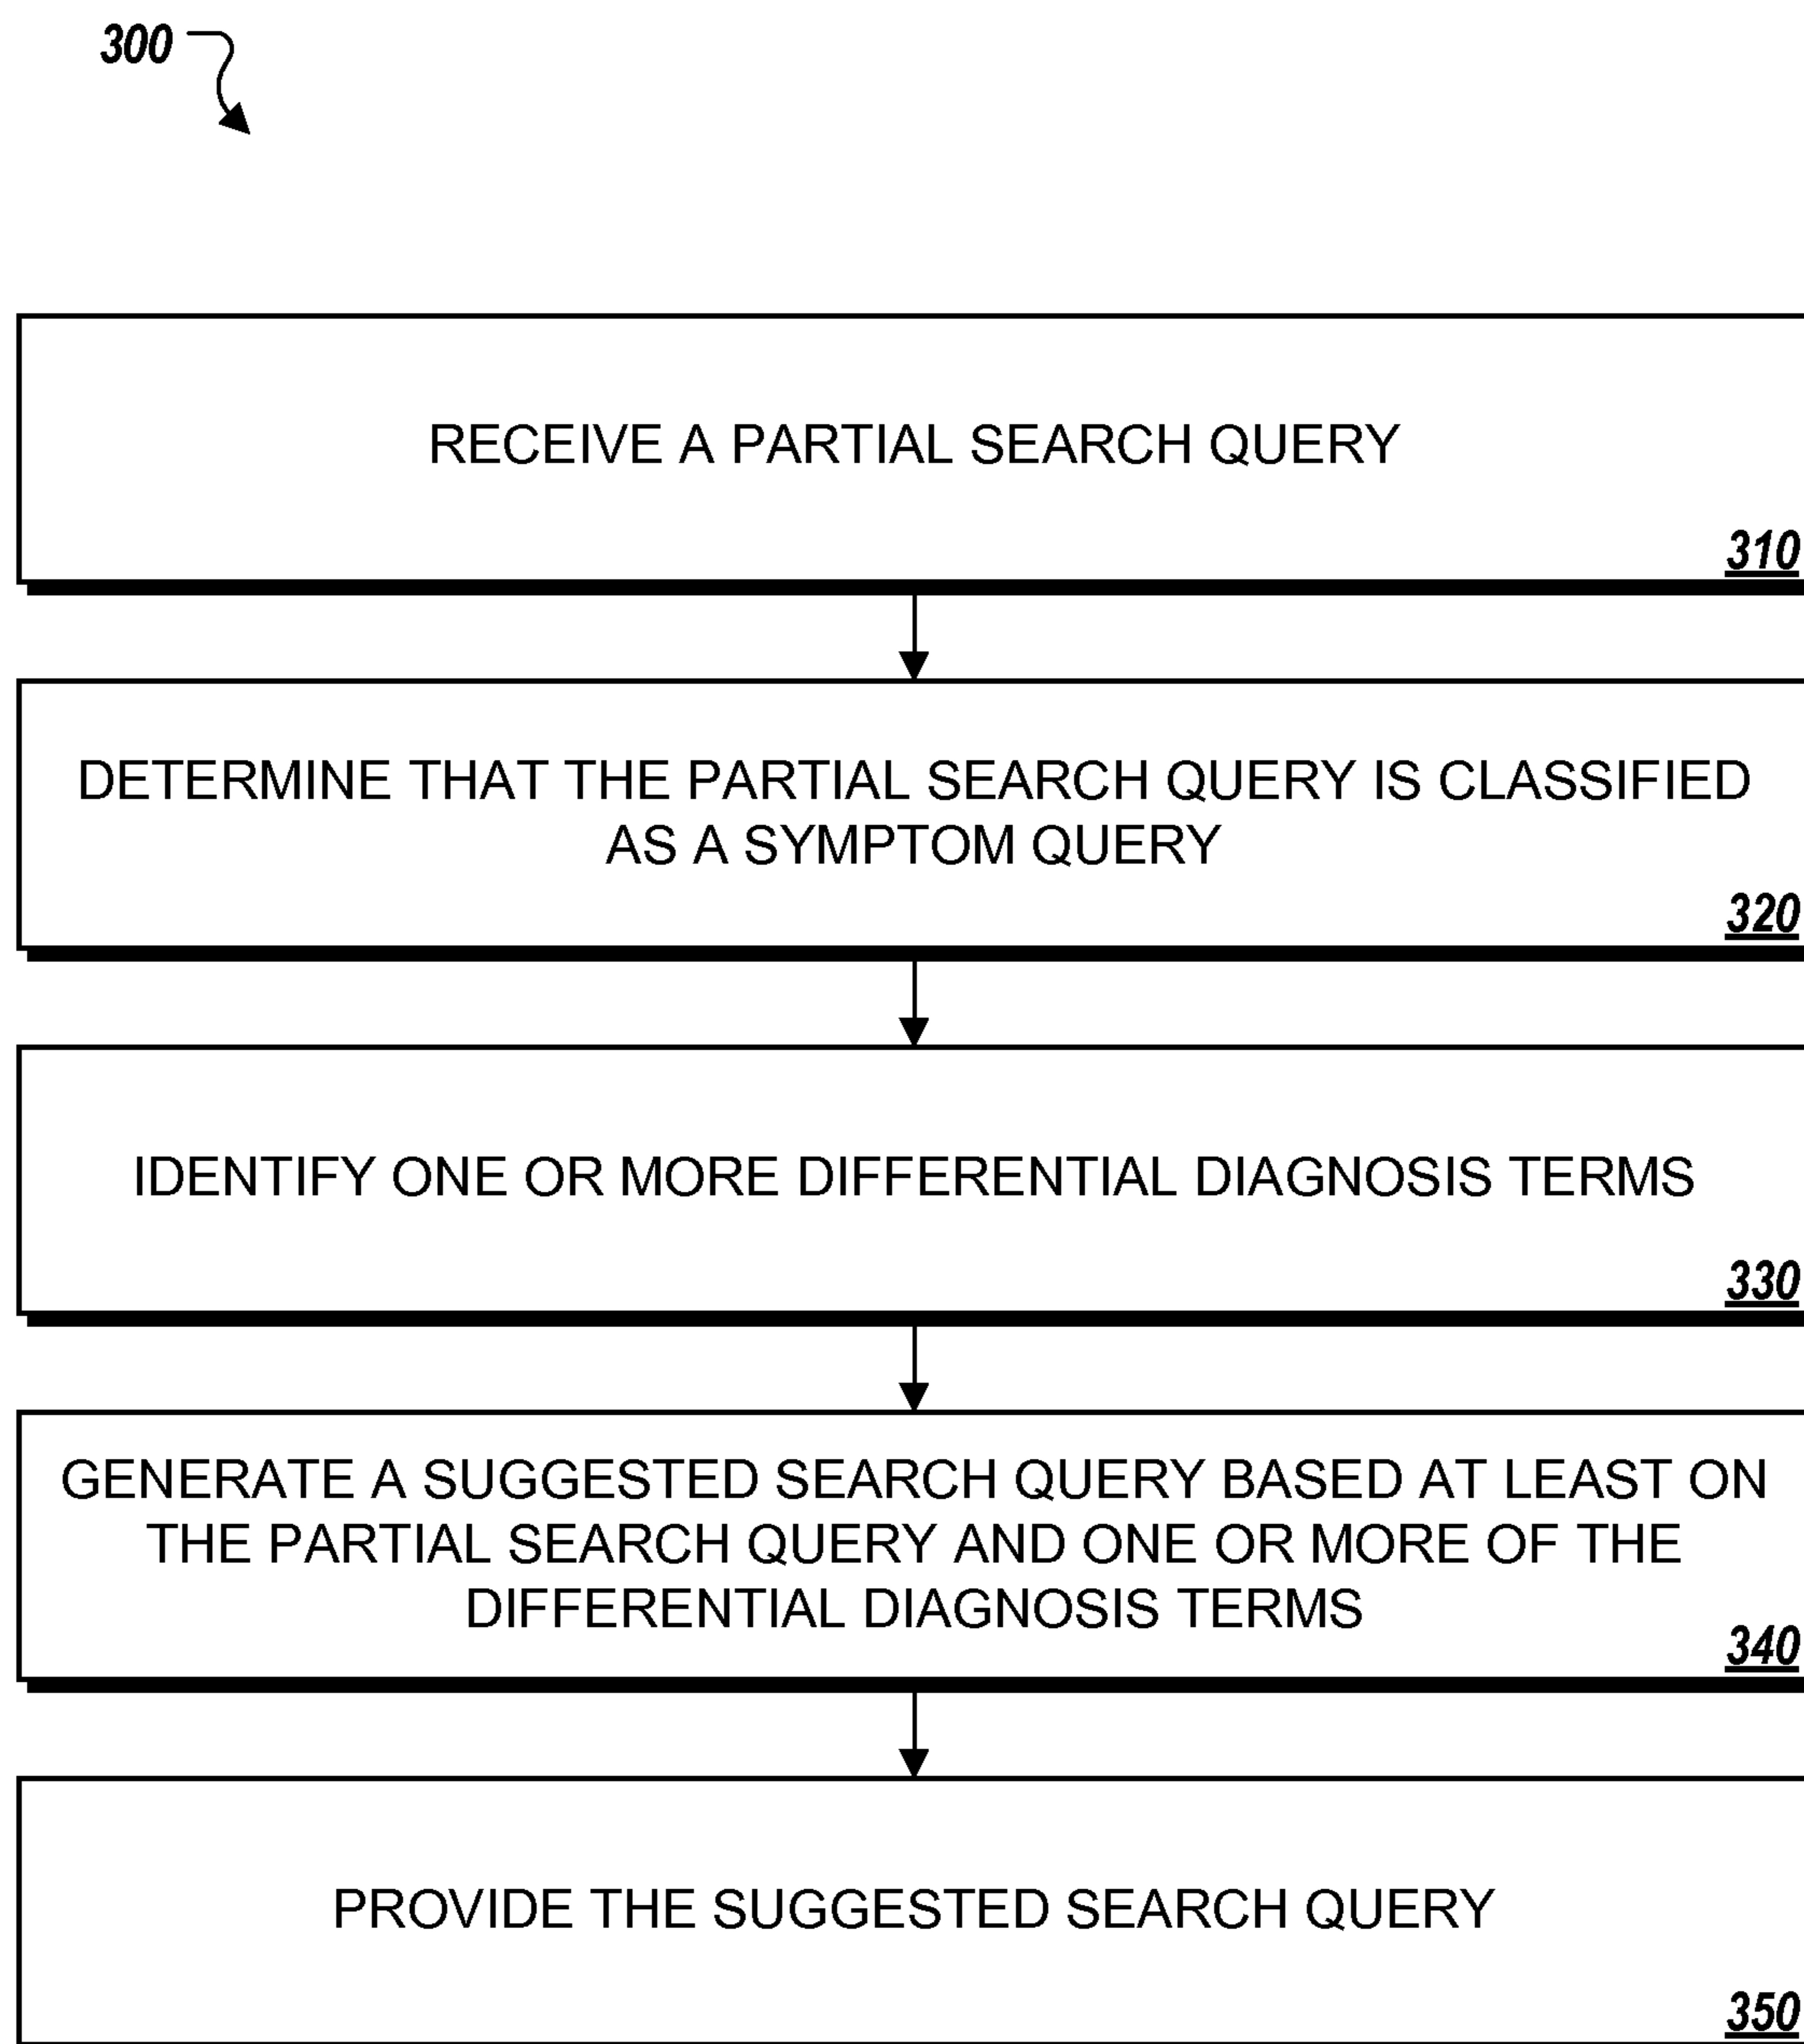 300
RECEIVE A PARTIAL SEARCH QUERY
310
DETERMINE THAT THE PARTIAL SEARCH QUERY IS CLASSIFIED
AS A SYMPTOM QUERY
320
IDENTIFY ONE OR MORE DIFFERENTIAL DIAGNOSIS TERMS
330
GENERATE A SUGGESTED SEARCH QUERY BASED AT LEAST ON
THE PARTIAL SEARCH QUERY AND ONE OR MORE OF THE
DIFFERENTIAL DIAGNOSIS TERMS
340
PROVIDE THE SUGGESTED SEARCH QUERY
350